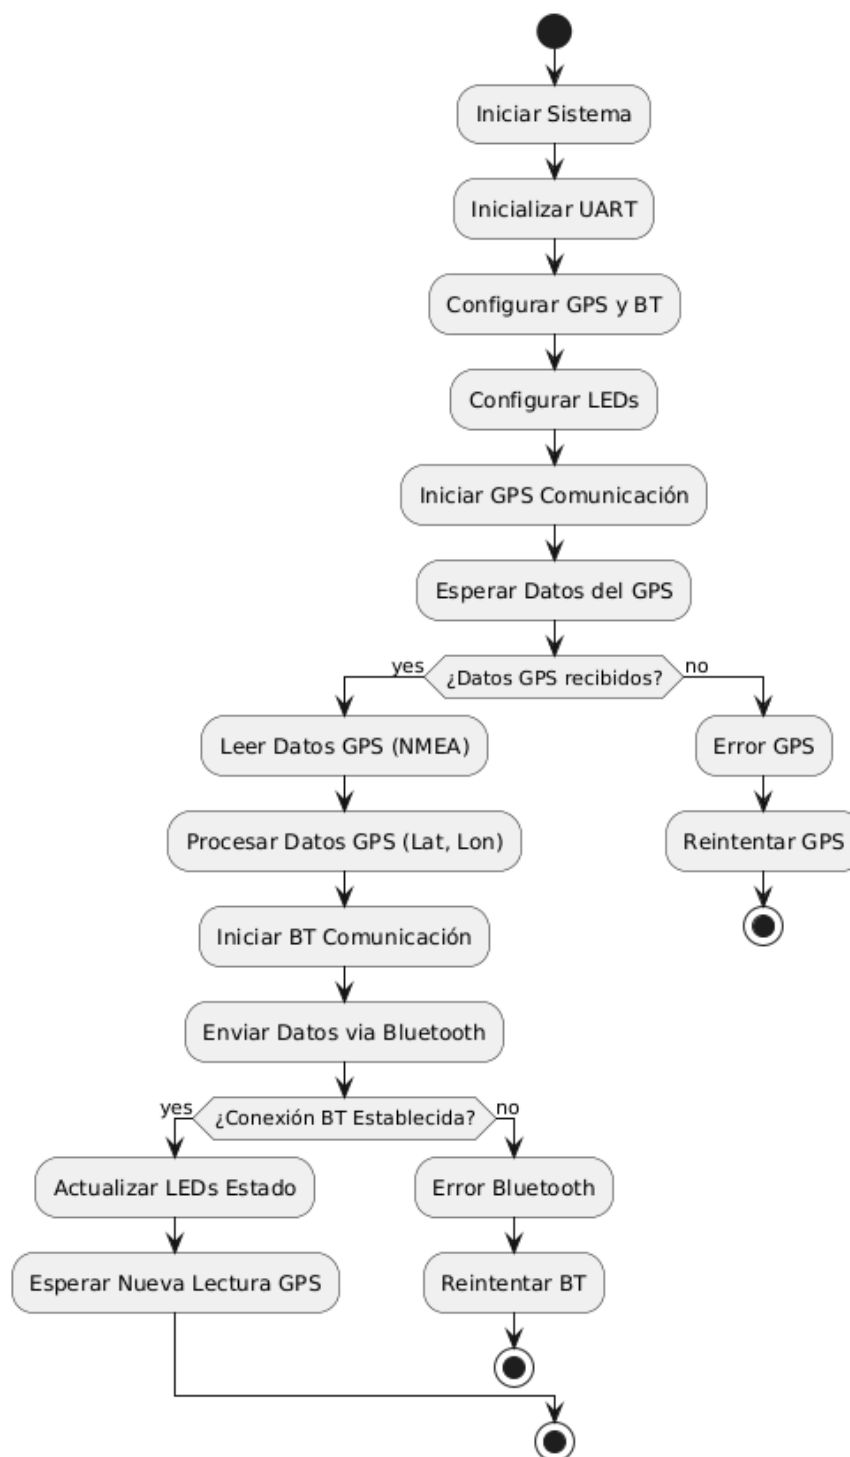 Iniciar Sistema
Inicializar UART
Configurar GPS y BT
Configurar LEDs
Iniciar GPS Comunicación
Esperar Datos del GPS
yes
¿Datos GPS recibidos?
no
Leer Datos GPS (NMEA)
Error GPS
Procesar Datos GPS (Lat, Lon)
Reintentar GPS
Iniciar BT Comunicación
Enviar Datos via Bluetooth
yes
¿Conexión BT Establecida?
no
Actualizar LEDs Estado
Error Bluetooth
Esperar Nueva Lectura GPS
Reintentar BT